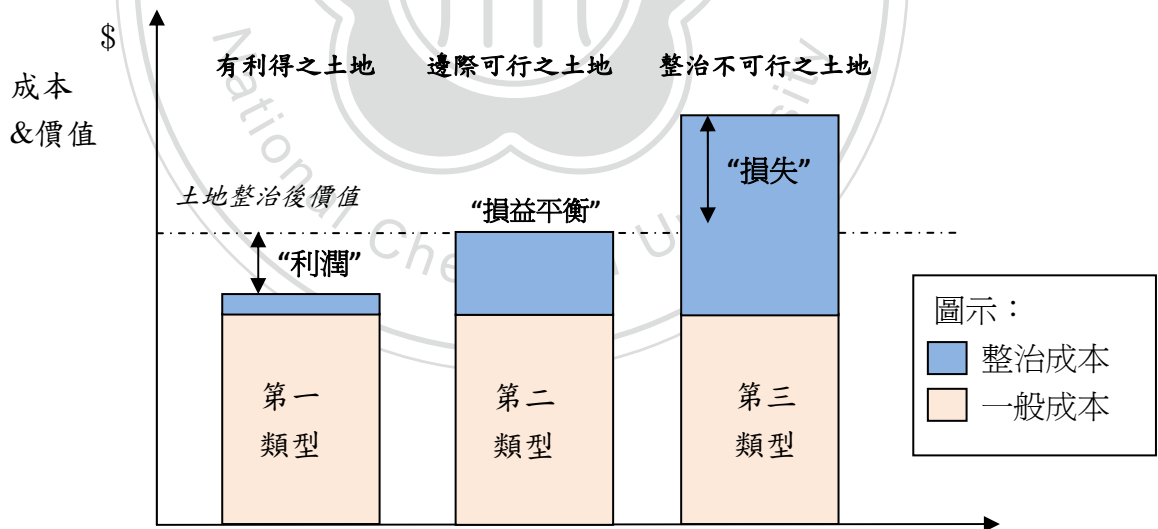 $
成本
&價值
有利得之土地
邊際可行之土地
整治不可行之土地
土地整治後價值
“利潤”
“損益平衡”
“損失”
第一
類型
第二
類型
第三
類型
圖示：
整治成本
一般成本
National Che
U
sity